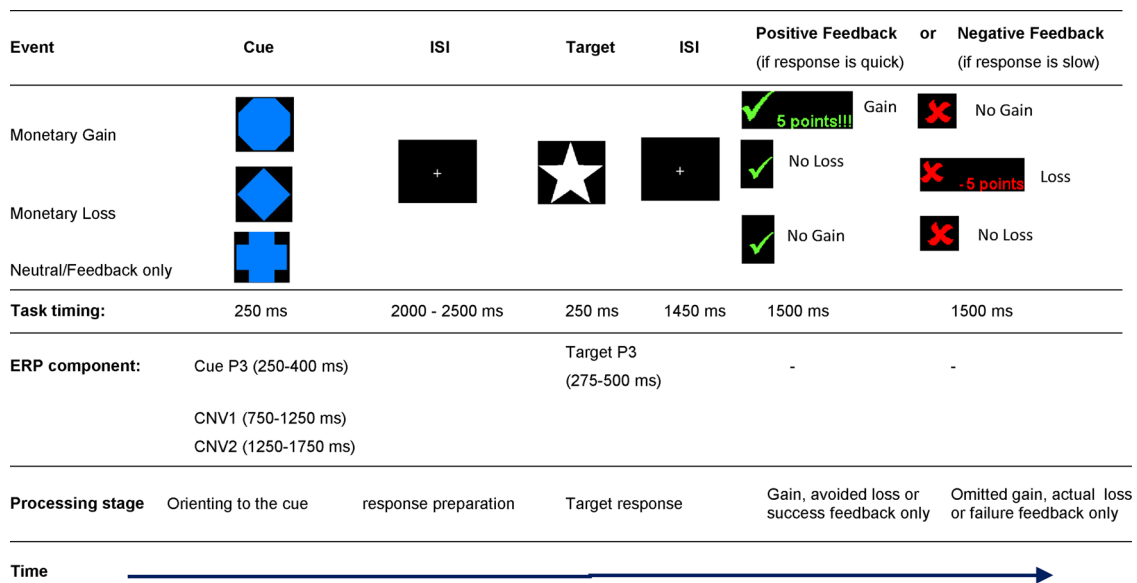 Event Cue ISI Target ISI Positive Feedback or Negative Feedback
(if response is quick) (if response is slow)
Monetary Gain 5 points!!! Gain No Gain
No Loss
Monetary Loss -5 points Loss
No Gain No Loss
Neutral/Feedback only
Task timing: 250 ms 2000 - 2500 ms 250 ms 1450 ms 1500 ms 1500 ms
ERP component: Cue P3 (250-400 ms) Target P3 - -
(275-500 ms)
CNV1 (750-1250 ms)
CNV2 (1250-1750 ms)
Processing stage Orienting to the cue response preparation Target response Gain, avoided loss or Omitted gain, actual loss
success feedback only or failure feedback only
Time